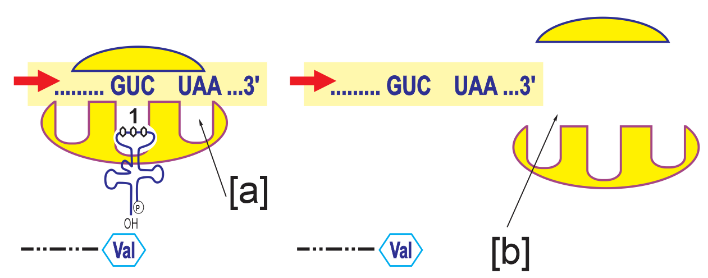 ......... GUC UAA ...3'
1
[a]
P
OH
Val
......... GUC UAA ...3'
[b]
Val